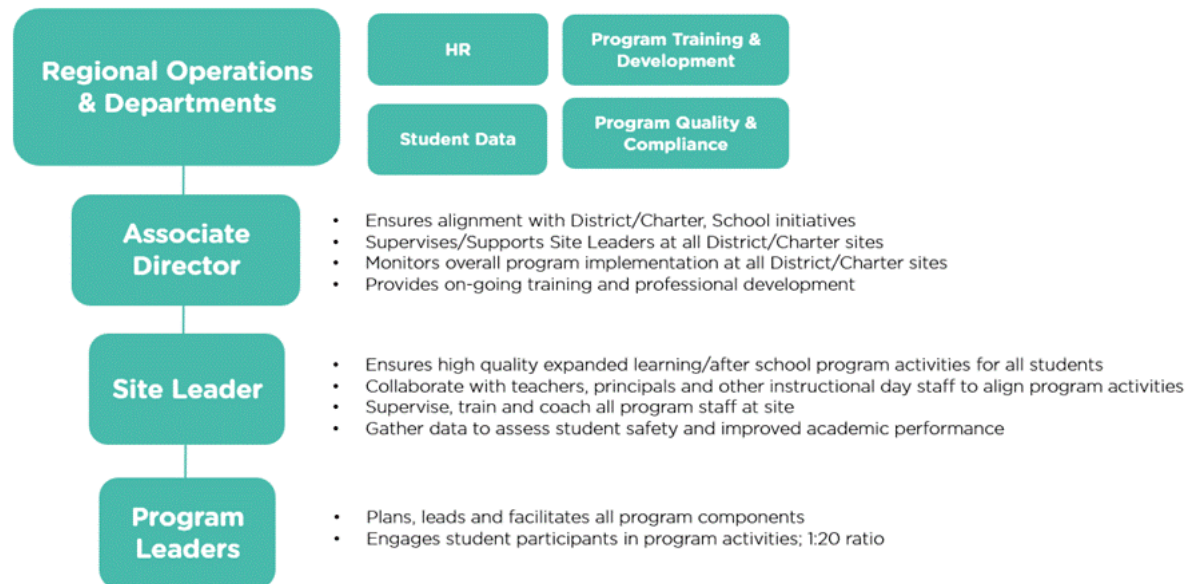 Regional Operations
& Departments
HR
Program Training &
Development
Student Data
Program Quality &
Compliance
Associate
Director
• Ensures alignment with District/Charter, School initiatives
• Supervises/Supports Site Leaders at all District/Charter sites
• Monitors overall program implementation at all District/Charter sites
• Provides on-going training and professional development
Site Leader
• Ensures high quality expanded learning/after school program activities for all students
• Collaborate with teachers, principals and other instructional day staff to align program activities
• Supervise, train and coach all program staff at site
• Gather data to assess student safety and improved academic performance
Program
Leaders
• Plans, leads and facilitates all program components
• Engages student participants in program activities; 1:20 ratio